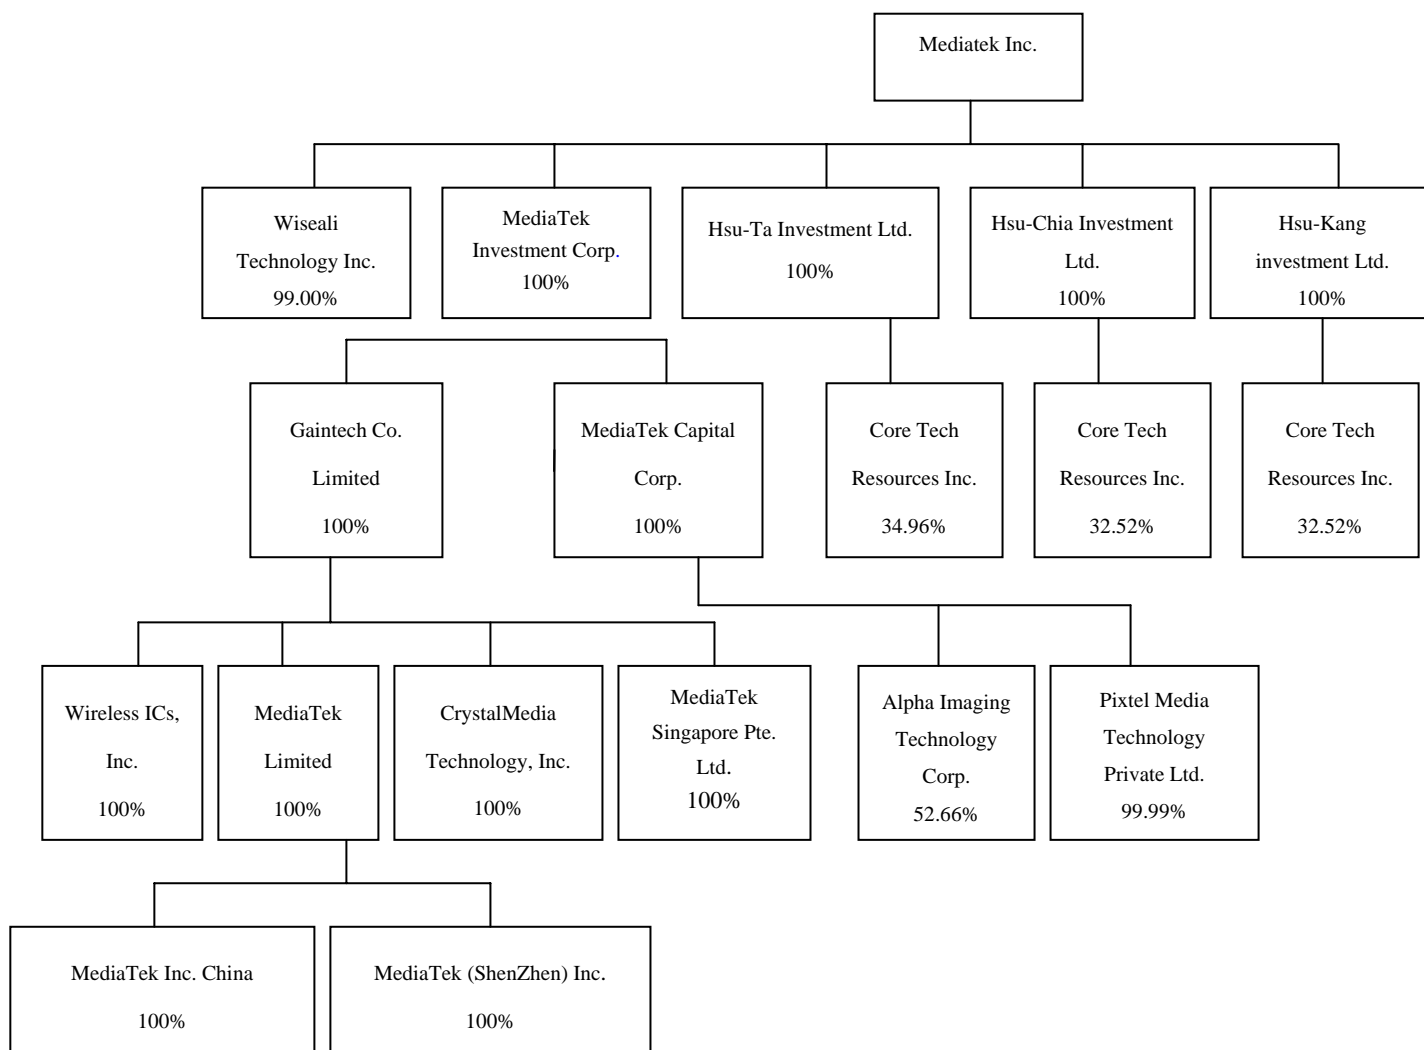 Mediatek Inc.
Wiseali
Technology Inc.
99.00%
MediaTek
Investment Corp.
100%
Hsu-Ta Investment Ltd.
100%
Hsu-Chia Investment
Ltd.
100%
Hsu-Kang
investment Ltd.
100%
Gaintech Co.
Limited
100%
MediaTek Capital
Corp.
100%
Core Tech
Resources Inc.
34.96%
Core Tech
Resources Inc.
32.52%
Core Tech
Resources Inc.
32.52%
Wireless ICs,
Inc.
100%
MediaTek
Limited
100%
CrystalMedia
Technology, Inc.
100%
MediaTek
Singapore Pte.
Ltd.
100%
Alpha Imaging
Technology
Corp.
52.66%
Pixtel Media
Technology
Private Ltd.
99.99%
MediaTek Inc. China
100%
MediaTek (ShenZhen) Inc.
100%